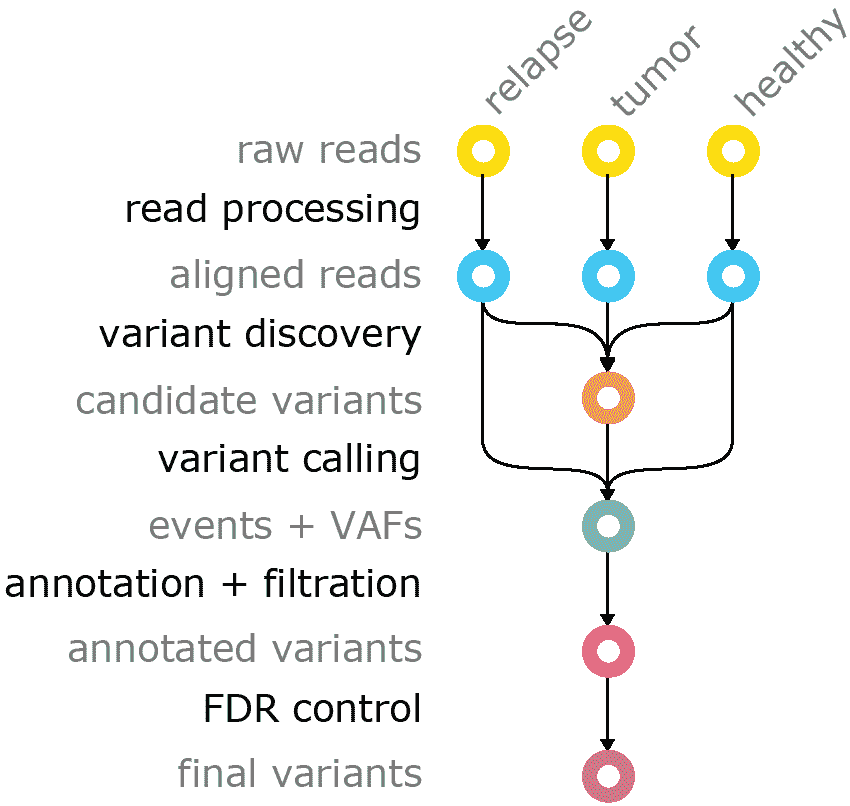 relapse
tumor
healthy
raw reads
read processing
aligned reads
variant discovery
candidate variants
variant calling
events + VAFs
annotation + filtration
annotated variants
FDR control
final variants